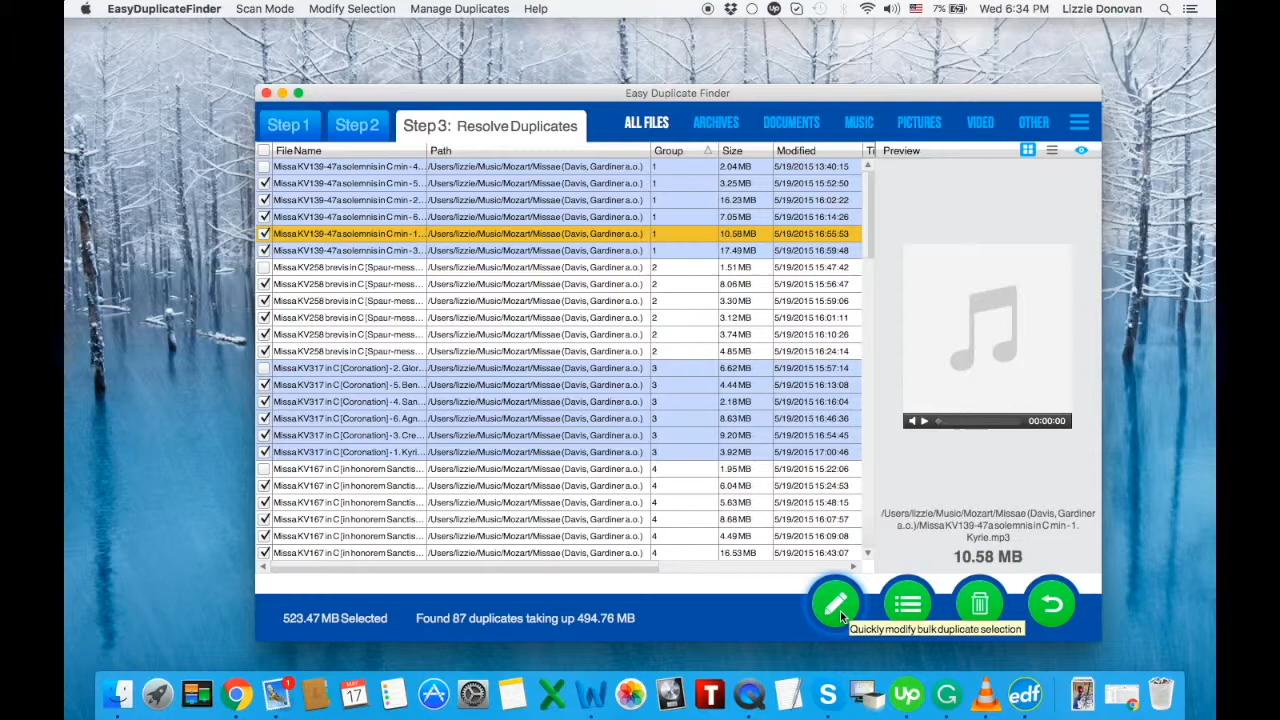 EasyDuplicateFinder Scan Mode Modify Selection Manage Duplicates Help 7% Wed 6:34 PM Lizzie Donovan
Easy Duplicate Finder
Step 1 Step 2 Step 3: Resolve Duplicates ALL FILES ARCHIVES DOCUMENTS MUSIC PICTURES VIDEO OTHER
File Name Path Group Size Modified Preview
Missa KV139-47a solemnis in C min - 4... /Users/lizzie/Music/Mozart/Missae (Davis, Gardiner a.o.) 1 2.04 MB 5/19/2015 13:40:15
Missa KV139-47a solemnis in C min - 5... /Users/lizzie/Music/Mozart/Missae (Davis, Gardiner a.o.) 1 3.25 MB 5/19/2015 15:52:50
Missa KV139-47a solemnis in C min - 2... /Users/lizzie/Music/Mozart/Missae (Davis, Gardiner a.o.) 1 16.23 MB 5/19/2015 16:02:22
Missa KV139-47a solemnis in C min - 6... /Users/lizzie/Music/Mozart/Missae (Davis, Gardiner a.o.) 1 7.05 MB 5/19/2015 16:14:26
Missa KV139-47a solemnis in C min - 1... /Users/lizzie/Music/Mozart/Missae (Davis, Gardiner a.o.) 1 10.58 MB 5/19/2015 16:55:53
Missa KV139-47a solemnis in C min - 3... /Users/lizzie/Music/Mozart/Missae (Davis, Gardiner a.o.) 1 17.49 MB 5/19/2015 16:59:48
Missa KV258 brevis in C [Spaur-mess... /Users/lizzie/Music/Mozart/Missae (Davis, Gardiner a.o.) 2 1.51 MB 5/19/2015 15:47:42
Missa KV258 brevis in C [Spaur-mess... /Users/lizzie/Music/Mozart/Missae (Davis, Gardiner a.o.) 2 8.06 MB 5/19/2015 15:56:47
Missa KV258 brevis in C [Spaur-mess... /Users/lizzie/Music/Mozart/Missae (Davis, Gardiner a.o.) 2 3.30 MB 5/19/2015 15:59:06
Missa KV258 brevis in C [Spaur-mess... /Users/lizzie/Music/Mozart/Missae (Davis, Gardiner a.o.) 2 3.12 MB 5/19/2015 16:01:11
Missa KV258 brevis in C [Spaur-mess... /Users/lizzie/Music/Mozart/Missae (Davis, Gardiner a.o.) 2 3.74 MB 5/19/2015 16:10:26
Missa KV258 brevis in C [Spaur-mess... /Users/lizzie/Music/Mozart/Missae (Davis, Gardiner a.o.) 2 4.85 MB 5/19/2015 16:24:14
Missa KV317 in C [Coronation] - 2. Glor... /Users/lizzie/Music/Mozart/Missae (Davis, Gardiner a.o.) 3 6.62 MB 5/19/2015 15:57:14
Missa KV317 in C [Coronation] - 5. Ben... /Users/lizzie/Music/Mozart/Missae (Davis, Gardiner a.o.) 3 4.44 MB 5/19/2015 16:13:08
Missa KV317 in C [Coronation] - 4. San... /Users/lizzie/Music/Mozart/Missae (Davis, Gardiner a.o.) 3 2.18 MB 5/19/2015 16:16:04
Missa KV317 in C [Coronation] - 6. Agn... /Users/lizzie/Music/Mozart/Missae (Davis, Gardiner a.o.) 3 8.63 MB 5/19/2015 16:46:36
Missa KV317 in C [Coronation] - 3. Cre... /Users/lizzie/Music/Mozart/Missae (Davis, Gardiner a.o.) 3 9.20 MB 5/19/2015 16:54:45
Missa KV317 in C [Coronation] - 1. Kyri... /Users/lizzie/Music/Mozart/Missae (Davis, Gardiner a.o.) 3 3.92 MB 5/19/2015 17:00:46
Missa KV167 in C [in honorem Sanctis... /Users/lizzie/Music/Mozart/Missae (Davis, Gardiner a.o.) 4 1.95 MB 5/19/2015 15:22:06
Missa KV167 in C [in honorem Sanctis... /Users/lizzie/Music/Mozart/Missae (Davis, Gardiner a.o.) 4 6.04 MB 5/19/2015 15:24:53
Missa KV167 in C [in honorem Sanctis... /Users/lizzie/Music/Mozart/Missae (Davis, Gardiner a.o.) 4 5.63 MB 5/19/2015 15:48:15
Missa KV167 in C [in honorem Sanctis... /Users/lizzie/Music/Mozart/Missae (Davis, Gardiner a.o.) 4 8.68 MB 5/19/2015 16:07:57
Missa KV167 in C [in honorem Sanctis... /Users/lizzie/Music/Mozart/Missae (Davis, Gardiner a.o.) 4 4.49 MB 5/19/2015 16:09:08
Missa KV167 in C [in honorem Sanctis... /Users/lizzie/Music/Mozart/Missae (Davis, Gardiner a.o.) 4 16.53 MB 5/19/2015 16:43:07
00:00:00
/Users/lizzie/Music/Mozart/Missae (Davis, Gardiner
a.o.)/Missa KV139-47a solemnis in C min - 1.
Kyrie.mp3
10.58 MB
523.47 MB Selected Found 87 duplicates taking up 494.76 MB
Quickly modify bulk duplicate selection
1 MAY 17 X W T S up G edf